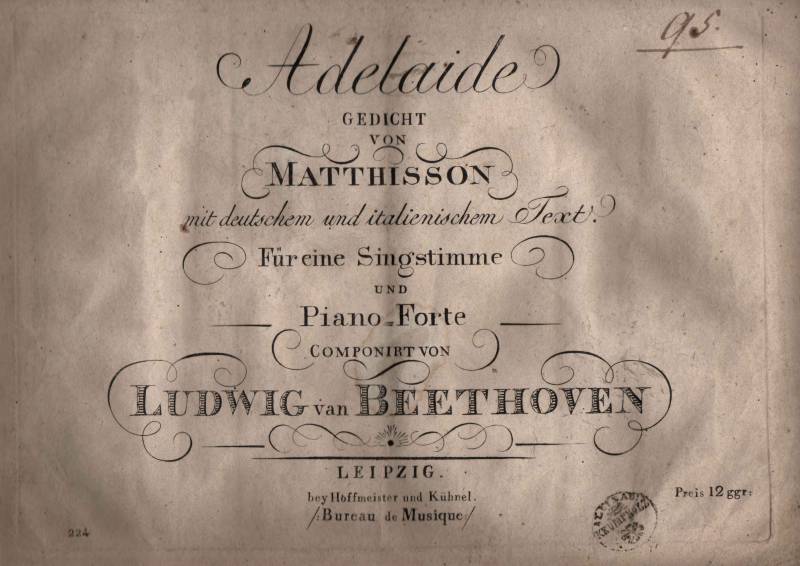 95.
Adelaide
GEDICHT
VON
MATTHISSON
mit deutschem und italienischem Text.
Für eine Singstimme
UND
Piano-Forte
COMPONIRT VON
LUDWIG van BEETHOVEN
LEIPZIG.
bey Hoffmeister und Kühnel.
/:Bureau de Musique:/
Preis 12 ggr:
224